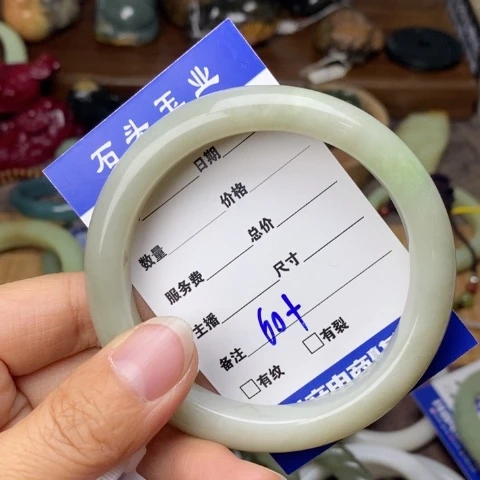 石头玉业
日期
价格
数量
总价
服务费
尺寸
主播
备注
有纹 有裂